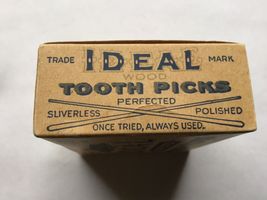 TRADE IDEAL MARK
WOOD
TOOTH PICKS
PERFECTED
SLIVERLESS POLISHED
ONCE TRIED, ALWAYS USED.